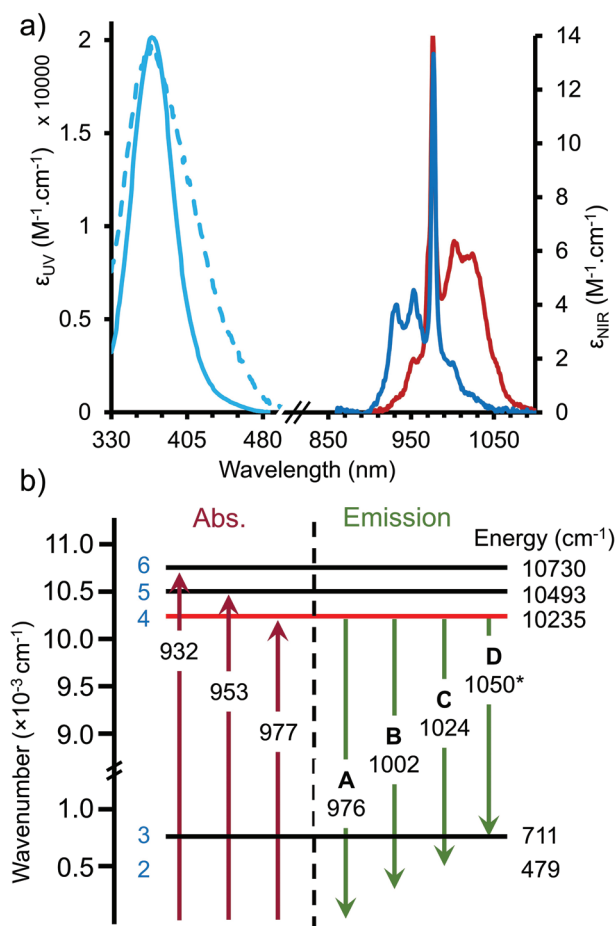 a)
2
1.5
1
0.5
0
ε_UV (M⁻¹.cm⁻¹) x 10000
14
12
10
8
6
4
2
0
ε_NIR (M⁻¹.cm⁻¹)
330 405 480 850 950 1050
Wavelength (nm)
b)
Abs. Emission
Energy (cm⁻¹)
11.0
10.5
10.0
9.5
9.0
1.0
0.5
Wavenumber (×10⁻³ cm⁻¹)
6 10730
5 10493
4 10235
932
953
977
A
976
B
1002
C
1024
D
1050*
3 711
2 479